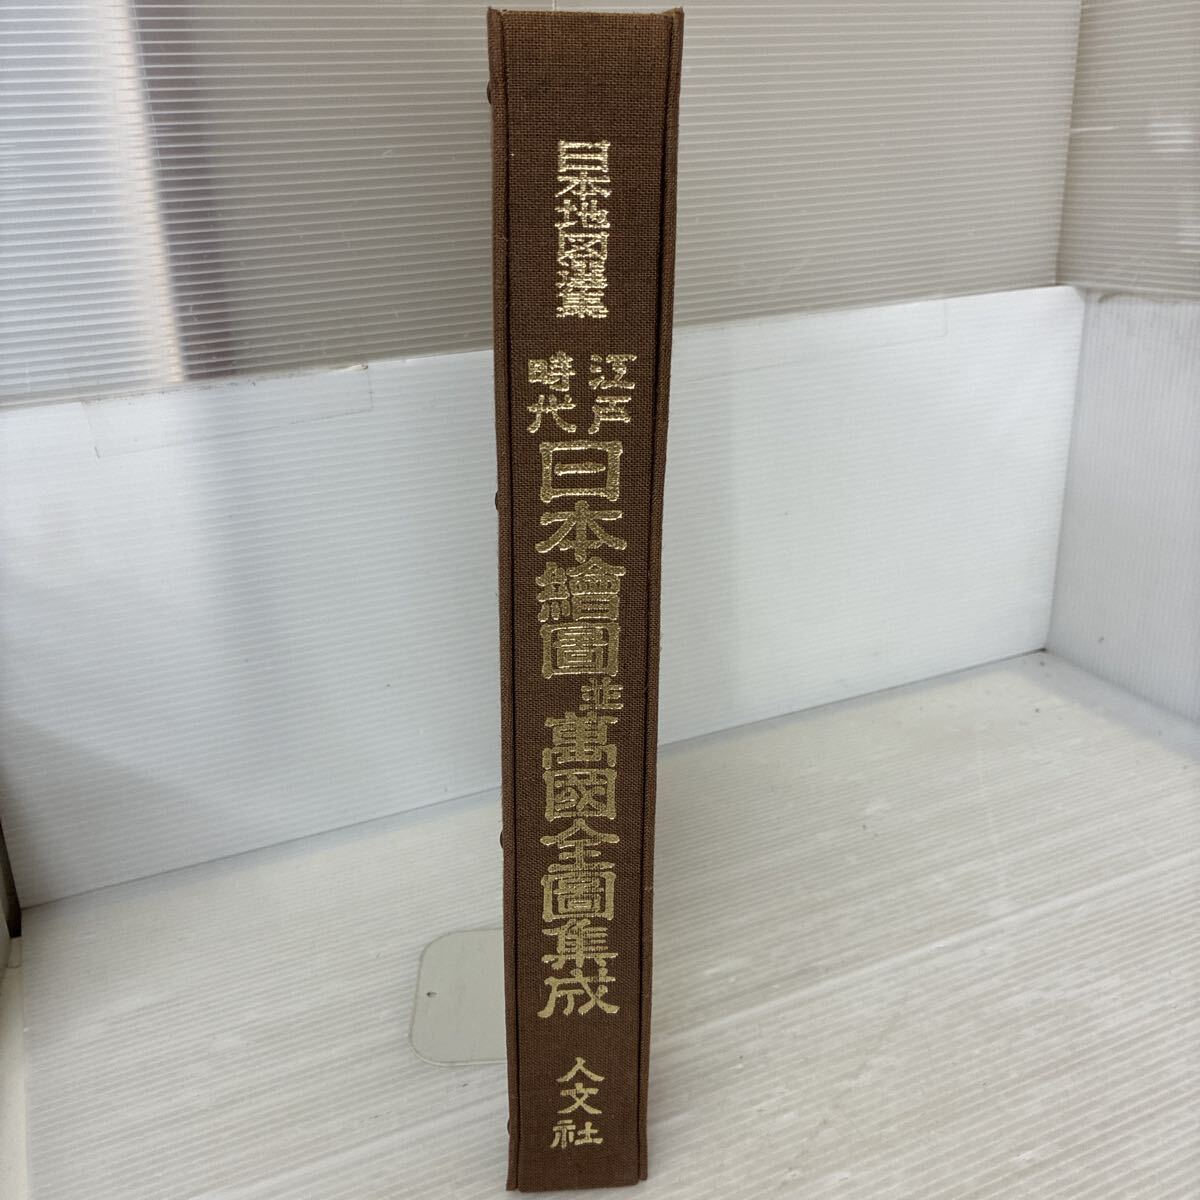 日本地図選集
江戸
時代
日本繪圖
並
萬國全圖集成
人文社